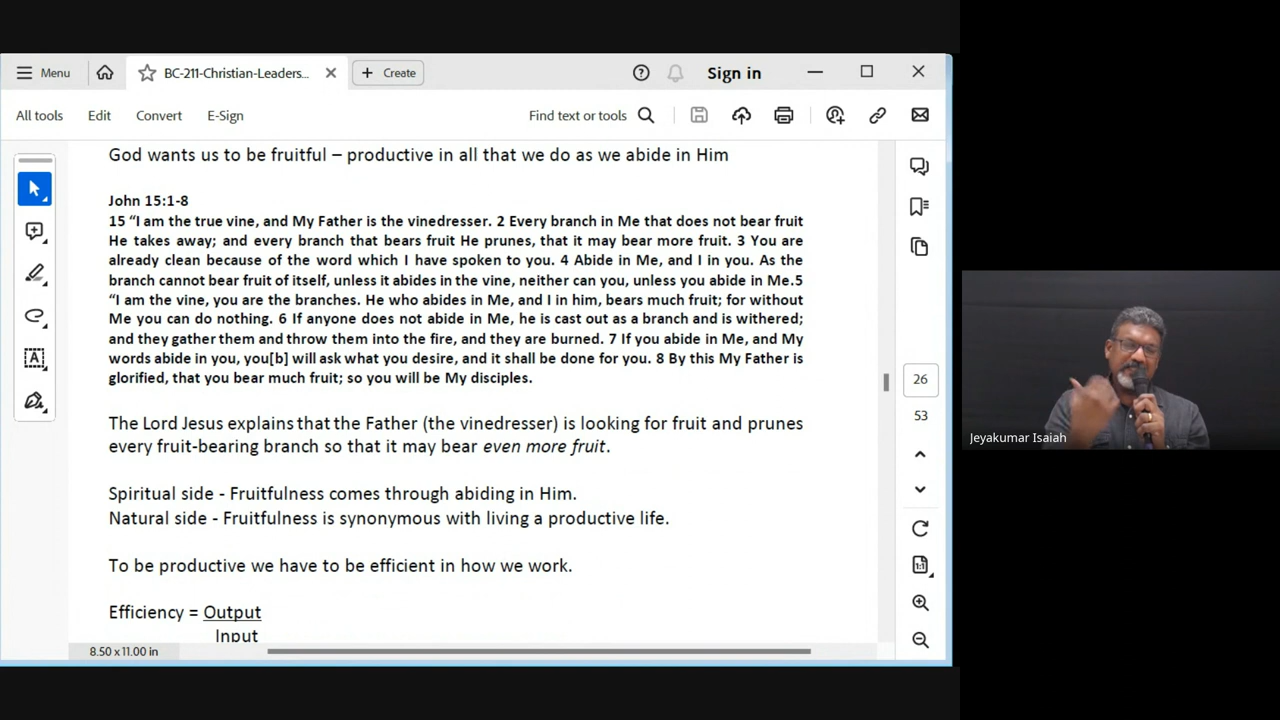 Menu
BC-211-Christian-Leaders...
Create
Sign in
All tools
Edit
Convert
E-Sign
Find text or tools
God wants us to be fruitful – productive in all that we do as we abide in Him
John 15:1-8
15 “I am the true vine, and My Father is the vinedresser. 2 Every branch in Me that does not bear fruit
He takes away; and every branch that bears fruit He prunes, that it may bear more fruit. 3 You are
already clean because of the word which I have spoken to you. 4 Abide in Me, and I in you. As the
branch cannot bear fruit of itself, unless it abides in the vine, neither can you, unless you abide in Me.5
“I am the vine, you are the branches. He who abides in Me, and I in him, bears much fruit; for without
Me you can do nothing. 6 If anyone does not abide in Me, he is cast out as a branch and is withered;
and they gather them and throw them into the fire, and they are burned. 7 If you abide in Me, and My
words abide in you, you[b] will ask what you desire, and it shall be done for you. 8 By this My Father is
glorified, that you bear much fruit; so you will be My disciples.
The Lord Jesus explains that the Father (the vinedresser) is looking for fruit and prunes
every fruit-bearing branch so that it may bear even more fruit.
Spiritual side - Fruitfulness comes through abiding in Him.
Natural side - Fruitfulness is synonymous with living a productive life.
To be productive we have to be efficient in how we work.
Efficiency = Output
Input
8.50 x 11.00 in
26
53
1:1
Jeyakumar Isaiah